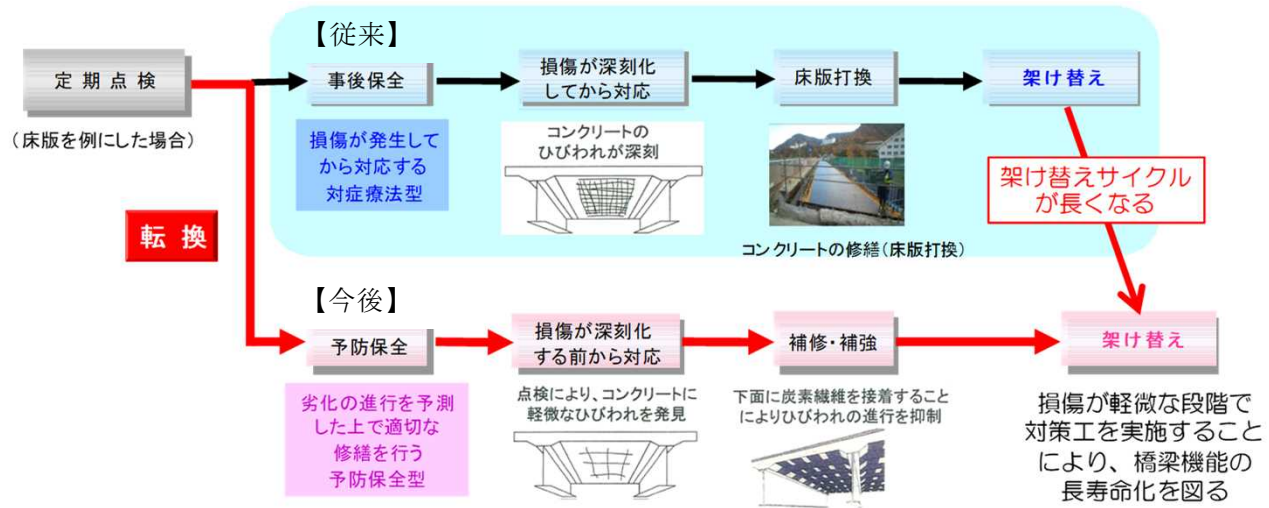 【従来】
定期点検
(床版を例にした場合)
事後保全
損傷が深刻化
してから対応
床版打換
架け替え
損傷が発生して
から対応する
対症療法型
コンクリートの
ひびわれが深刻
コンクリートの修繕(床版打換)
架け替えサイクル
が長くなる
転換
【今後】
予防保全
損傷が深刻化
する前から対応
補修・補強
架け替え
劣化の進行を予測
した上で適切な
修繕を行う
予防保全型
点検により、コンクリートに
軽微なひびわれを発見
下面に炭素繊維を接着すること
によりひびわれの進行を抑制
損傷が軽微な段階で
対策工を実施すること
により、橋梁機能の
長寿命化を図る